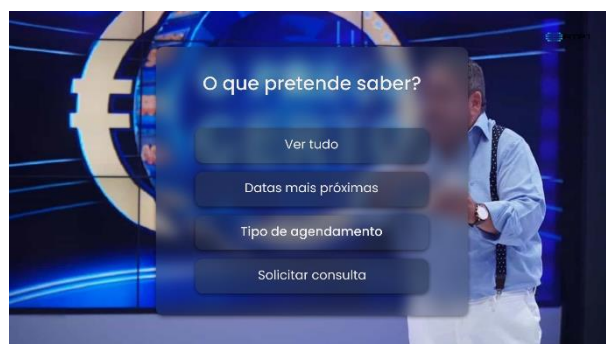 O que pretende saber?
Ver tudo
Datas mais próximas
Tipo de agendamento
Solicitar consulta